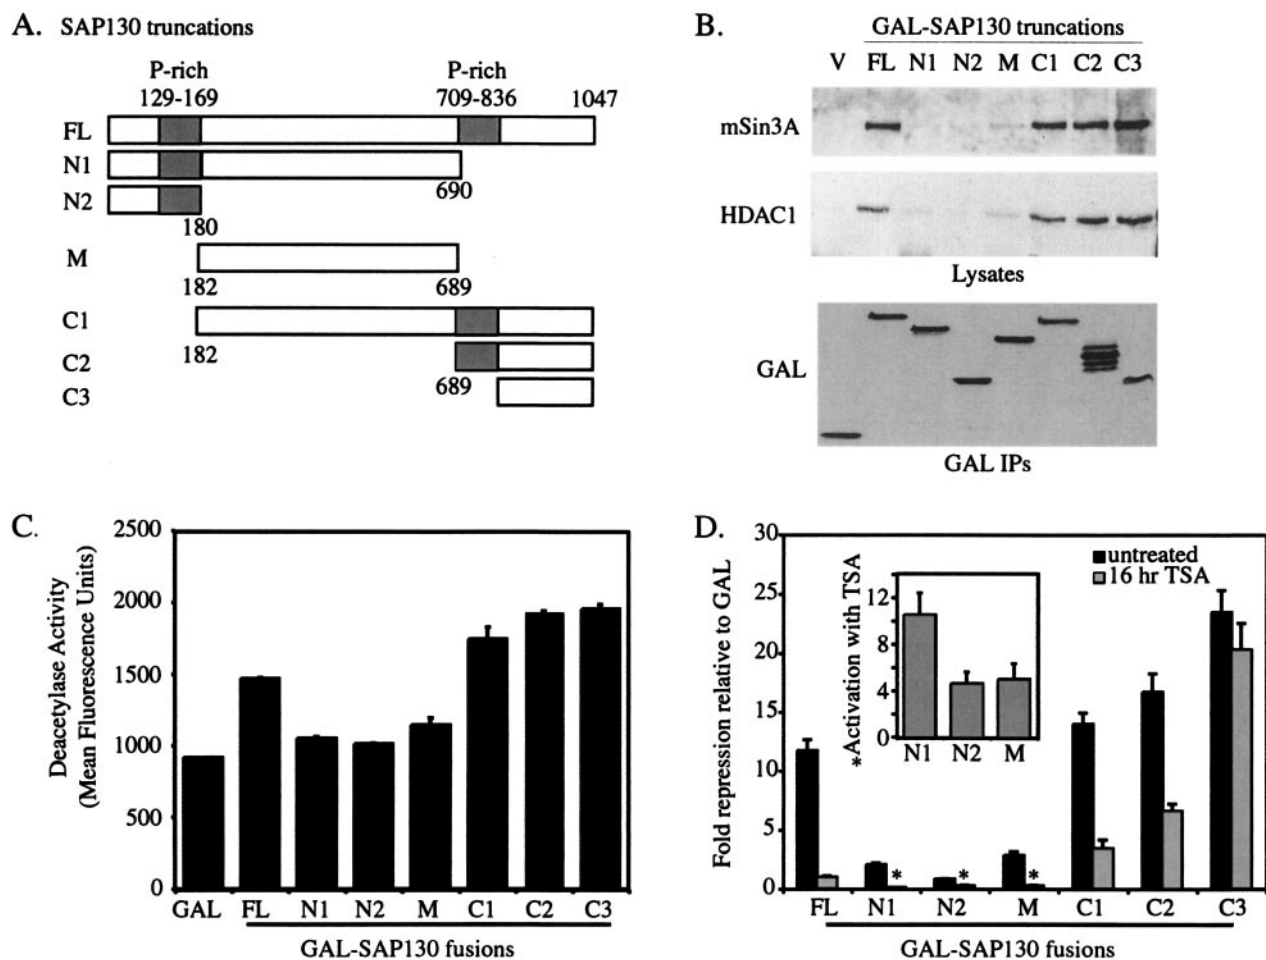 A. SAP130 truncations
P-rich P-rich
129-169 709-836 1047
FL
N1
690
N2
180
M
182 689
C1
182
C2
689
C3
B. GAL-SAP130 truncations
V FL N1 N2 M C1 C2 C3
mSin3A
HDAC1
Lysates
GAL
GAL IPs
C.
Deacetylase Activity
(Mean Fluorescence Units)
2500
2000
1500
1000
500
0
GAL FL N1 N2 M C1 C2 C3
GAL-SAP130 fusions
D.
Fold repression relative to GAL
30
25
20
15
10
5
0
untreated
16 hr TSA
*Activation with TSA
12
8
4
0
N1 N2 M
* * *
FL N1 N2 M C1 C2 C3
GAL-SAP130 fusions